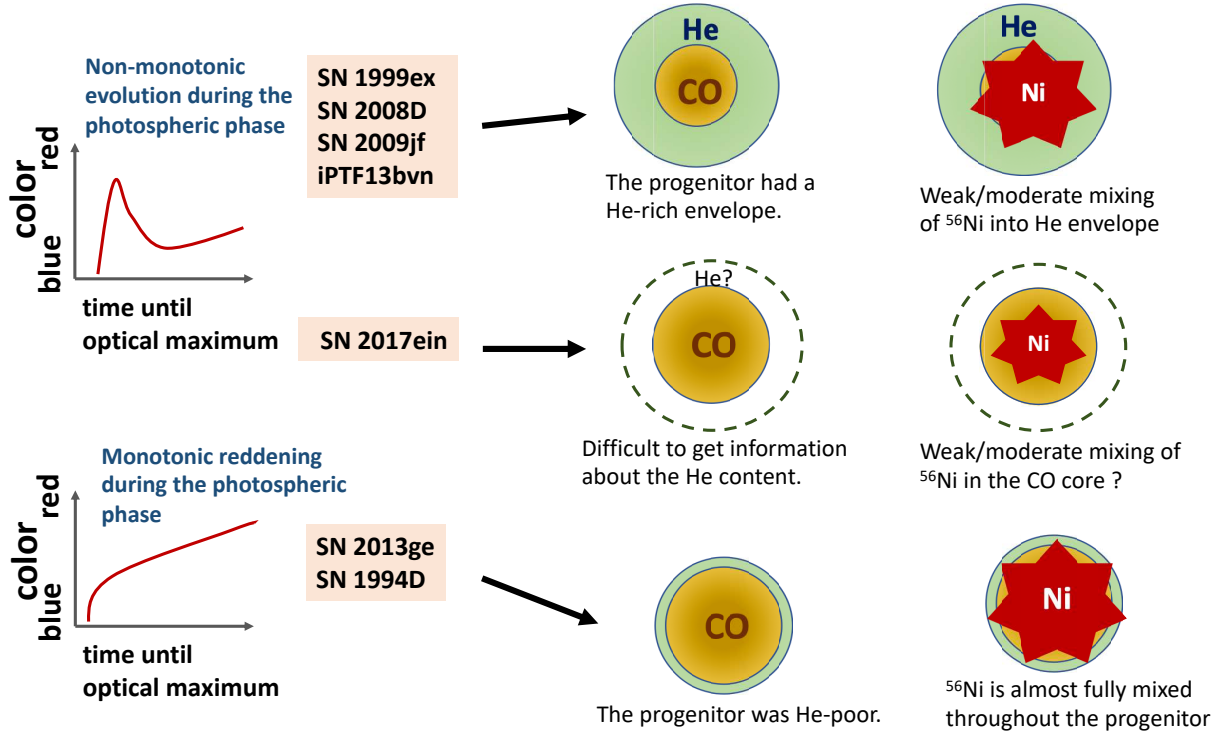 Non-monotonic
evolution during the
photospheric phase
color
blue red
time until
optical maximum
SN 1999ex
SN 2008D
SN 2009jf
iPTF13bvn
He
CO
The progenitor had a
He-rich envelope.
He
Ni
Weak/moderate mixing
of ⁵⁶Ni into He envelope
SN 2017ein
He?
CO
Difficult to get information
about the He content.
Ni
Weak/moderate mixing of
⁵⁶Ni in the CO core ?
Monotonic reddening
during the photospheric
phase
color
blue red
time until
optical maximum
SN 2013ge
SN 1994D
CO
The progenitor was He-poor.
Ni
⁵⁶Ni is almost fully mixed
throughout the progenitor